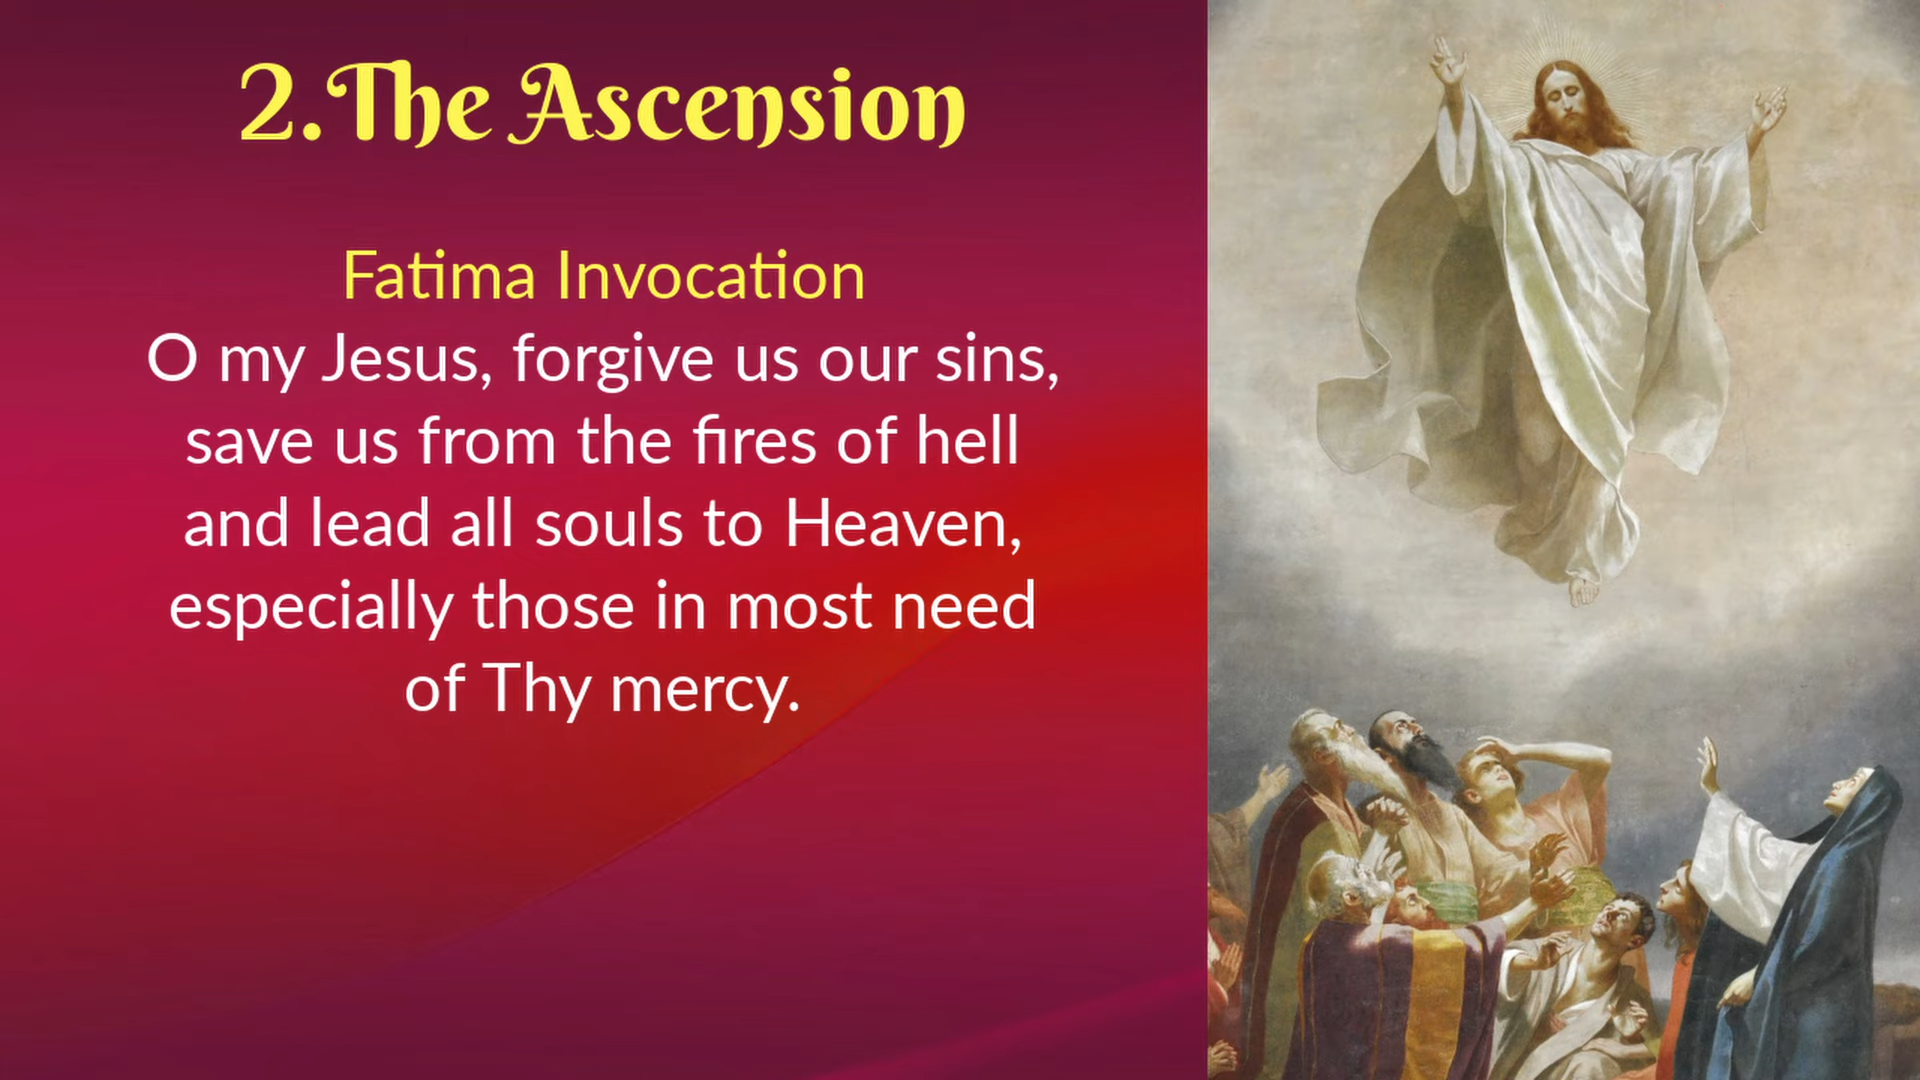 2.The Ascension
Fatima Invocation
O my Jesus, forgive us our sins,
save us from the fires of hell
and lead all souls to Heaven,
especially those in most need
of Thy mercy.